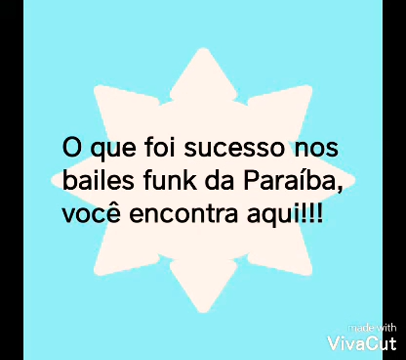 O que foi sucesso nos
bailes funk da Paraíba,
você encontra aqui!!!
made with
VivaCut